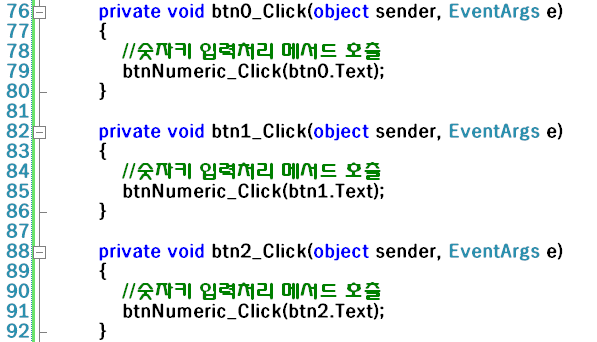 76 private void btn0_Click(object sender, EventArgs e)
77 {
78 //숫자키 입력처리 메서드 호출
79 btnNumeric_Click(btn0.Text);
80 }
81
82 private void btn1_Click(object sender, EventArgs e)
83 {
84 //숫자키 입력처리 메서드 호출
85 btnNumeric_Click(btn1.Text);
86 }
87
88 private void btn2_Click(object sender, EventArgs e)
89 {
90 //숫자키 입력처리 메서드 호출
91 btnNumeric_Click(btn2.Text);
92 }